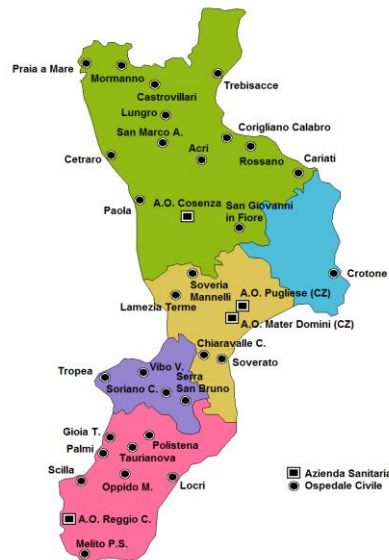 Praia a Mare
Mormanno
Castrovillari
Trebisacce
Lungro
San Marco A.
Corigliano Calabro
Acri
Rossano
Cetraro
Cariati
Paola
A.O. Cosenza
San Giovanni
in Fiore
Crotone
Soveria
Mannelli
A.O. Pugliese (CZ)
Lamezia Terme
A.O. Mater Domini (CZ)
Chiaravalle C.
Soverato
Tropea
Vibo V.
Serra
San Bruno
Soriano C.
Gioia T.
Polistena
Palmi
Taurianova
Scilla
Oppido M.
Locri
Azienda Sanitaria
Ospedale Civile
A.O. Reggio C.
Melito P.S.